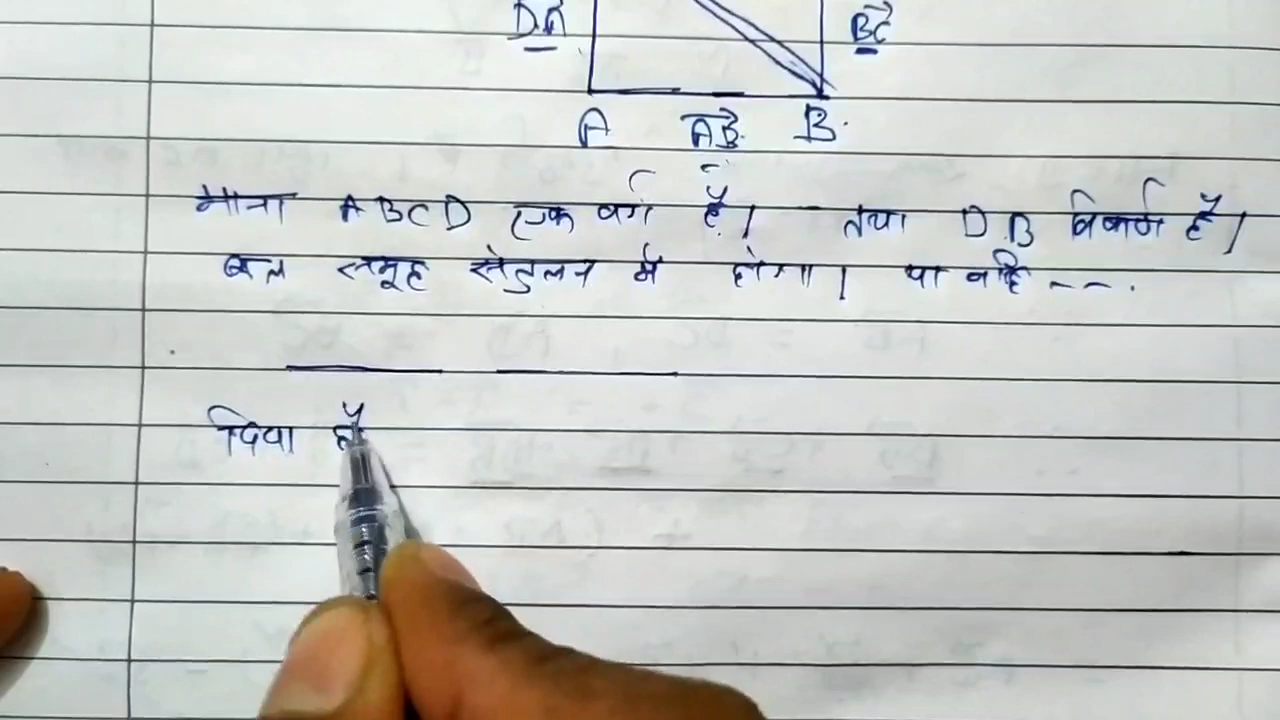 DA BC
A AB B
माना ABCD एक वर्ग है। तथा DB विकर्ण है।
बल समूह संतुलन में होगा। या नहि ---.
दिया है